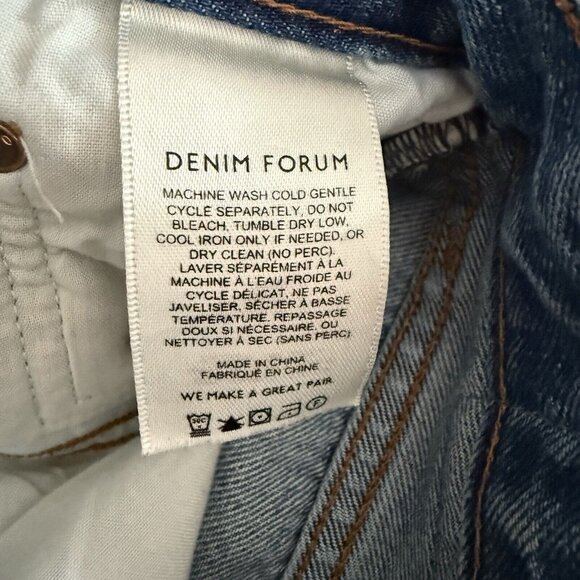 DENIM FORUM
MACHINE WASH COLD GENTLE
CYCLE SEPARATELY, DO NOT
BLEACH, TUMBLE DRY LOW,
COOL IRON ONLY IF NEEDED, OR
DRY CLEAN (NO PERC).
LAVER SÉPARÉMENT À LA
MACHINE À L'EAU FROIDE AU
CYCLE DÉLICAT, NE PAS
JAVELISER, SÉCHER À BASSE
TEMPÉRATURE. REPASSAGE
DOUX SI NÉCESSAIRE, OU
NETTOYER À SEC (SANS PERC)
MADE IN CHINA
FABRIQUÉ EN CHINE
WE MAKE A GREAT PAIR.